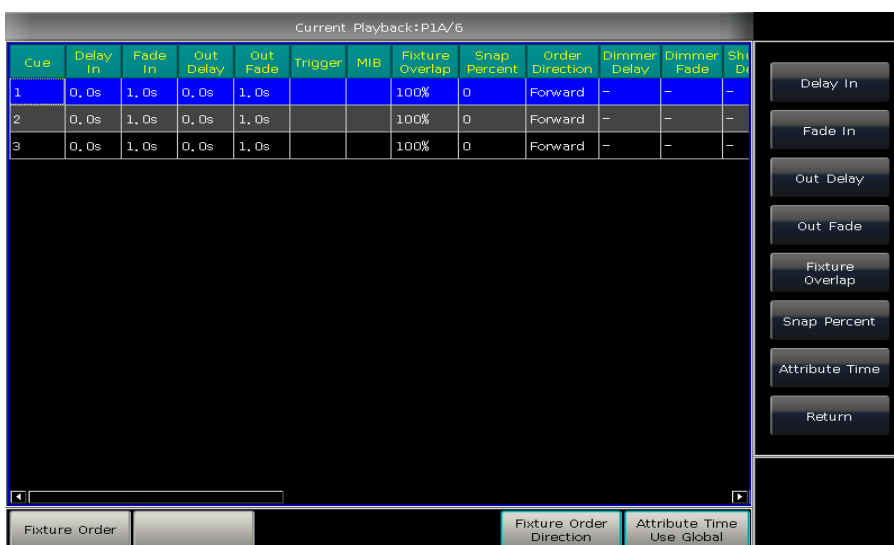 Current Playback:P1A/6
Cue Delay In Fade In Out Delay Out Fade Trigger MIB Fixture Overlap Snap Percent Order Direction Dimmer Delay Dimmer Fade
1 0.0s 1.0s 0.0s 1.0s 100% 0 Forward – – –
2 0.0s 1.0s 0.0s 1.0s 100% 0 Forward – – –
3 0.0s 1.0s 0.0s 1.0s 100% 0 Forward – – –
Delay In
Fade In
Out Delay
Out Fade
Fixture
Overlap
Snap Percent
Attribute Time
Return
Fixture Order
Fixture Order
Direction
Attribute Time
Use Global